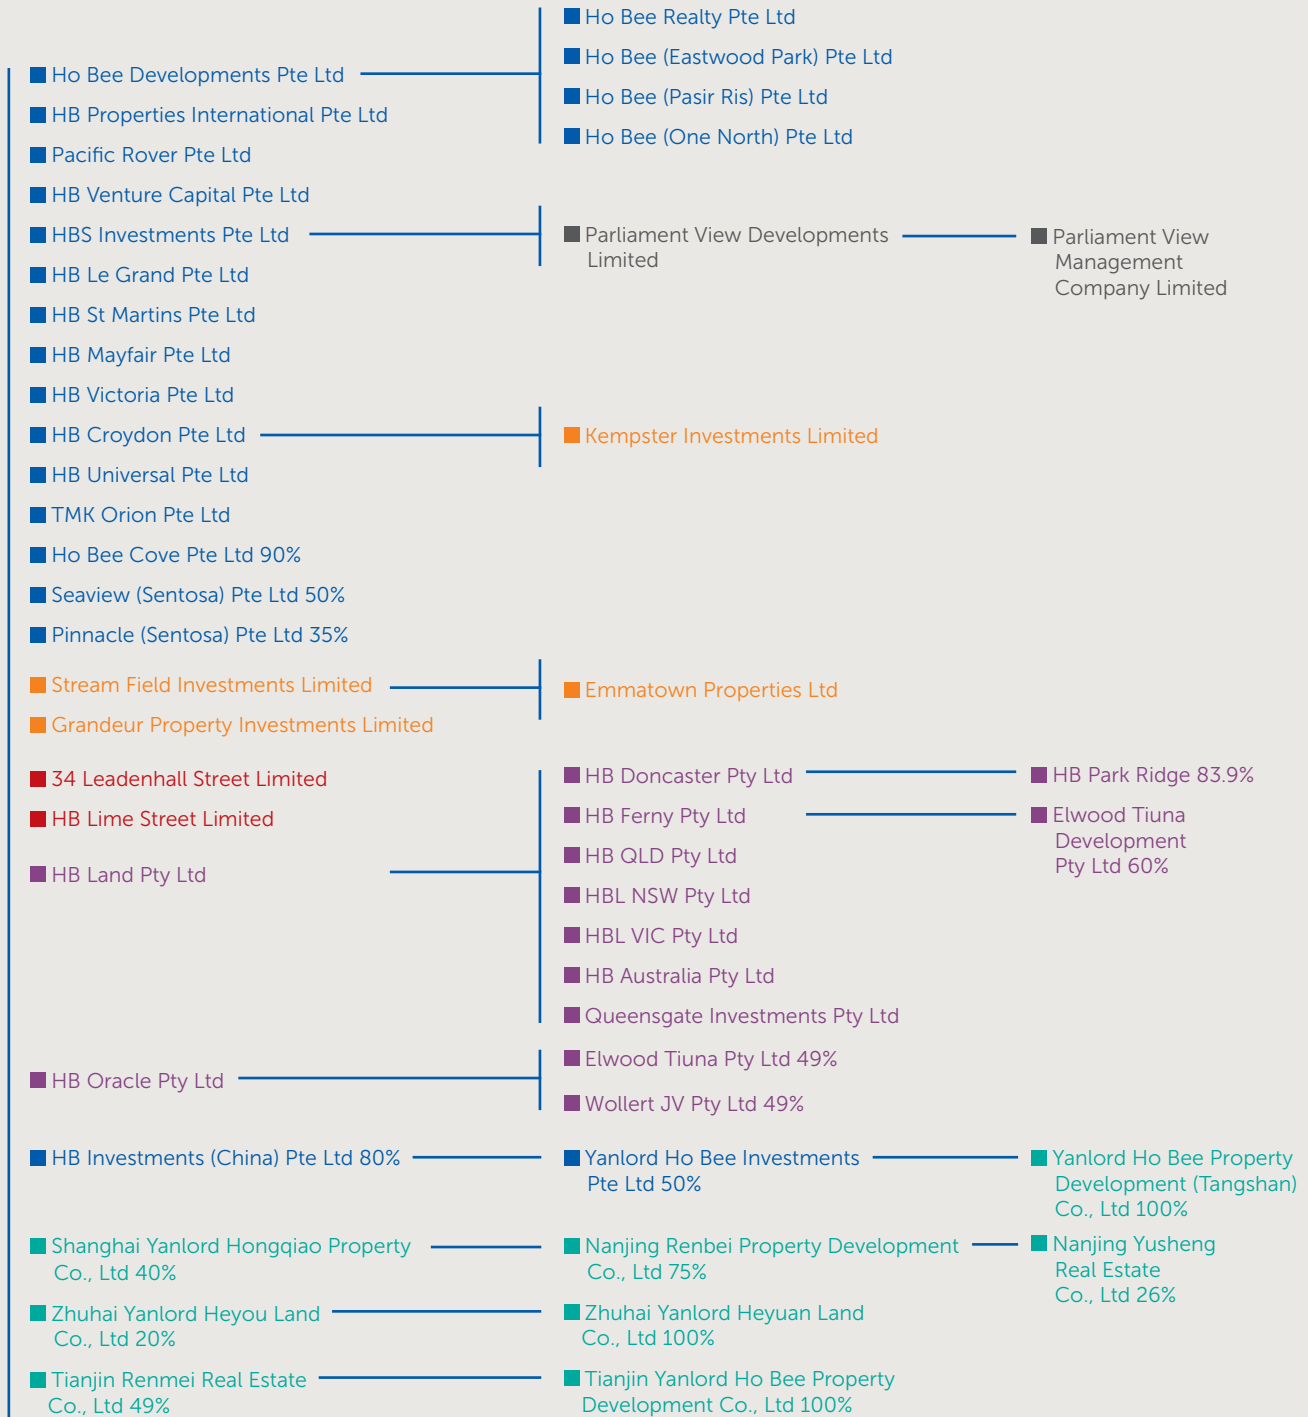 Ho Bee Developments Pte Ltd
HB Properties International Pte Ltd
Pacific Rover Pte Ltd
HB Venture Capital Pte Ltd
HBS Investments Pte Ltd
HB Le Grand Pte Ltd
HB St Martins Pte Ltd
HB Mayfair Pte Ltd
HB Victoria Pte Ltd
HB Croydon Pte Ltd
HB Universal Pte Ltd
TMK Orion Pte Ltd
Ho Bee Cove Pte Ltd 90%
Seaview (Sentosa) Pte Ltd 50%
Pinnacle (Sentosa) Pte Ltd 35%
Stream Field Investments Limited
Grandeur Property Investments Limited
34 Leadenhall Street Limited
HB Lime Street Limited
HB Land Pty Ltd
HB Oracle Pty Ltd
HB Investments (China) Pte Ltd 80%
Shanghai Yanlord Hongqiao Property
Co., Ltd 40%
Zhuhai Yanlord Heyou Land
Co., Ltd 20%
Tianjin Renmei Real Estate
Co., Ltd 49%
Ho Bee Realty Pte Ltd
Ho Bee (Eastwood Park) Pte Ltd
Ho Bee (Pasir Ris) Pte Ltd
Ho Bee (One North) Pte Ltd
Parliament View Developments
Limited
Kempster Investments Limited
Emmatown Properties Ltd
HB Doncaster Pty Ltd
HB Ferny Pty Ltd
HB QLD Pty Ltd
HBL NSW Pty Ltd
HBL VIC Pty Ltd
HB Australia Pty Ltd
Queensgate Investments Pty Ltd
Elwood Tiuna Pty Ltd 49%
Wollert JV Pty Ltd 49%
Yanlord Ho Bee Investments
Pte Ltd 50%
Nanjing Renbei Property Development
Co., Ltd 75%
Zhuhai Yanlord Heyuan Land
Co., Ltd 100%
Tianjin Yanlord Ho Bee Property
Development Co., Ltd 100%
Parliament View
Management
Company Limited
HB Park Ridge 83.9%
Elwood Tiuna
Development
Pty Ltd 60%
Yanlord Ho Bee Property
Development (Tangshan)
Co., Ltd 100%
Nanjing Yusheng
Real Estate
Co., Ltd 26%